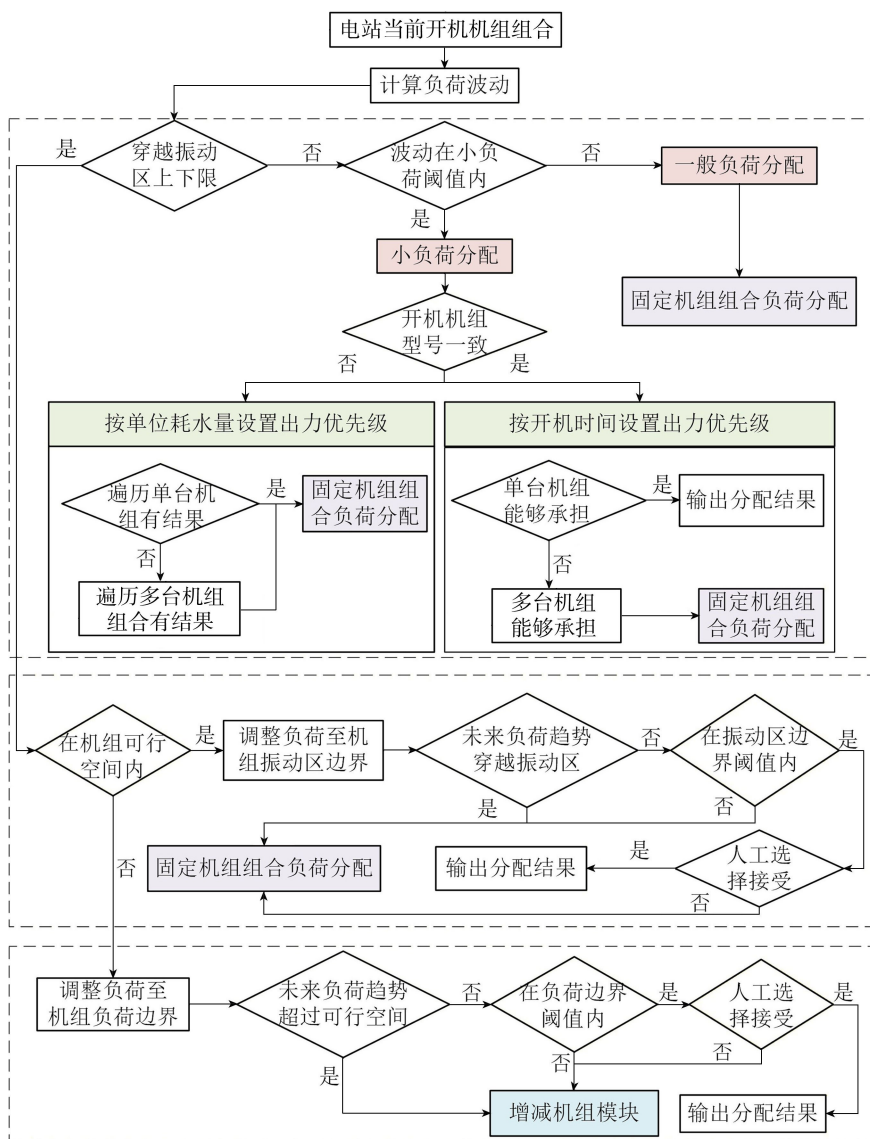 电站当前开机机组组合
计算负荷波动
是
穿越振动
区上下限
否
波动在小负
荷阈值内
否
一般负荷分配
是
小负荷分配
固定机组组合负荷分配
开机机组
型号一致
否
是
按单位耗水量设置出力优先级
按开机时间设置出力优先级
遍历单台机
组有结果
是
固定机组组
合负荷分配
否
遍历多台机组
组合有结果
单台机组
能够承担
是
输出分配结果
否
多台机组
能够承担
固定机组组
合负荷分配
在机组可行
空间内
是
调整负荷至机
组振动区边界
未来负荷趋势
穿越振动区
否
在振动区边
界阈值内
是
是
否
否
固定机组组合负荷分配
输出分配结果
是
人工选
择接受
否
调整负荷至
机组负荷边界
未来负荷趋势
超过可行空间
否
在负荷边界
阈值内
是
人工选
择接受
是
是
否
否
增减机组模块
输出分配结果